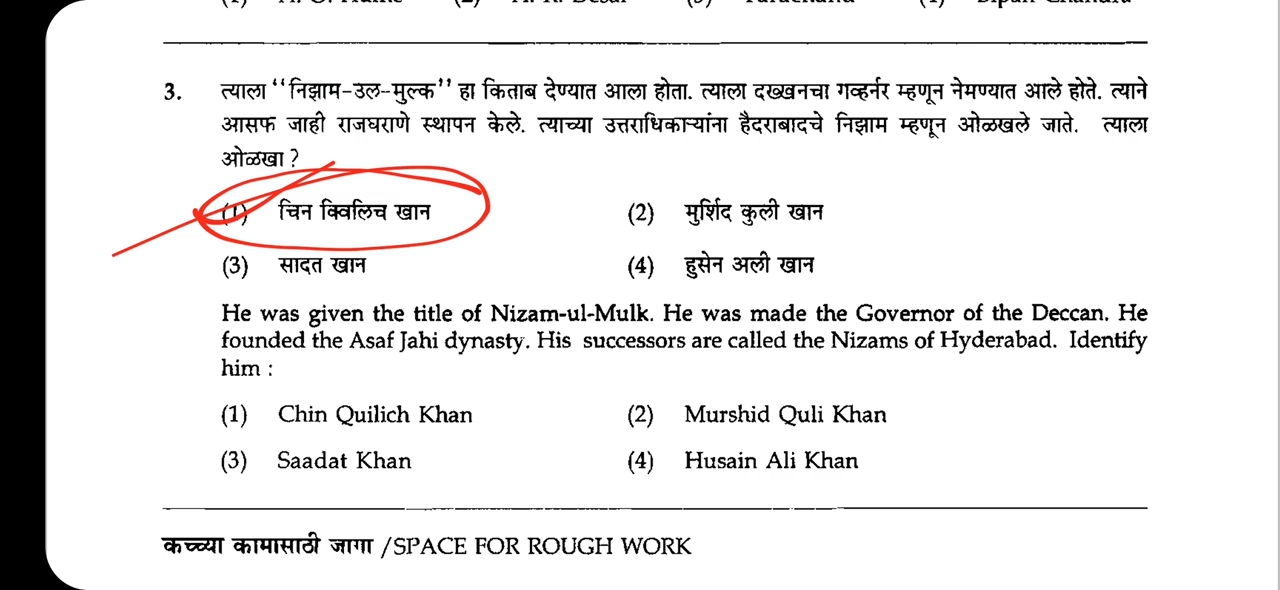 3. त्याला "निझाम-उल-मुल्क" हा किताब देण्यात आला होता. त्याला दख्खनचा गव्हर्नर म्हणून नेमण्यात आले होते. त्याने
आसफ जाही राजघराणे स्थापन केले. त्याच्या उत्तराधिकाऱ्यांना हैदराबादचे निझाम म्हणून ओळखले जाते. त्याला
ओळखा ?
(1) चिन क्विलिच खान (2) मुर्शिद कुली खान
(3) सादत खान (4) हुसेन अली खान
He was given the title of Nizam-ul-Mulk. He was made the Governor of the Deccan. He
founded the Asaf Jahi dynasty. His successors are called the Nizams of Hyderabad. Identify
him :
(1) Chin Quilich Khan (2) Murshid Quli Khan
(3) Saadat Khan (4) Husain Ali Khan
कच्च्या कामासाठी जागा /SPACE FOR ROUGH WORK